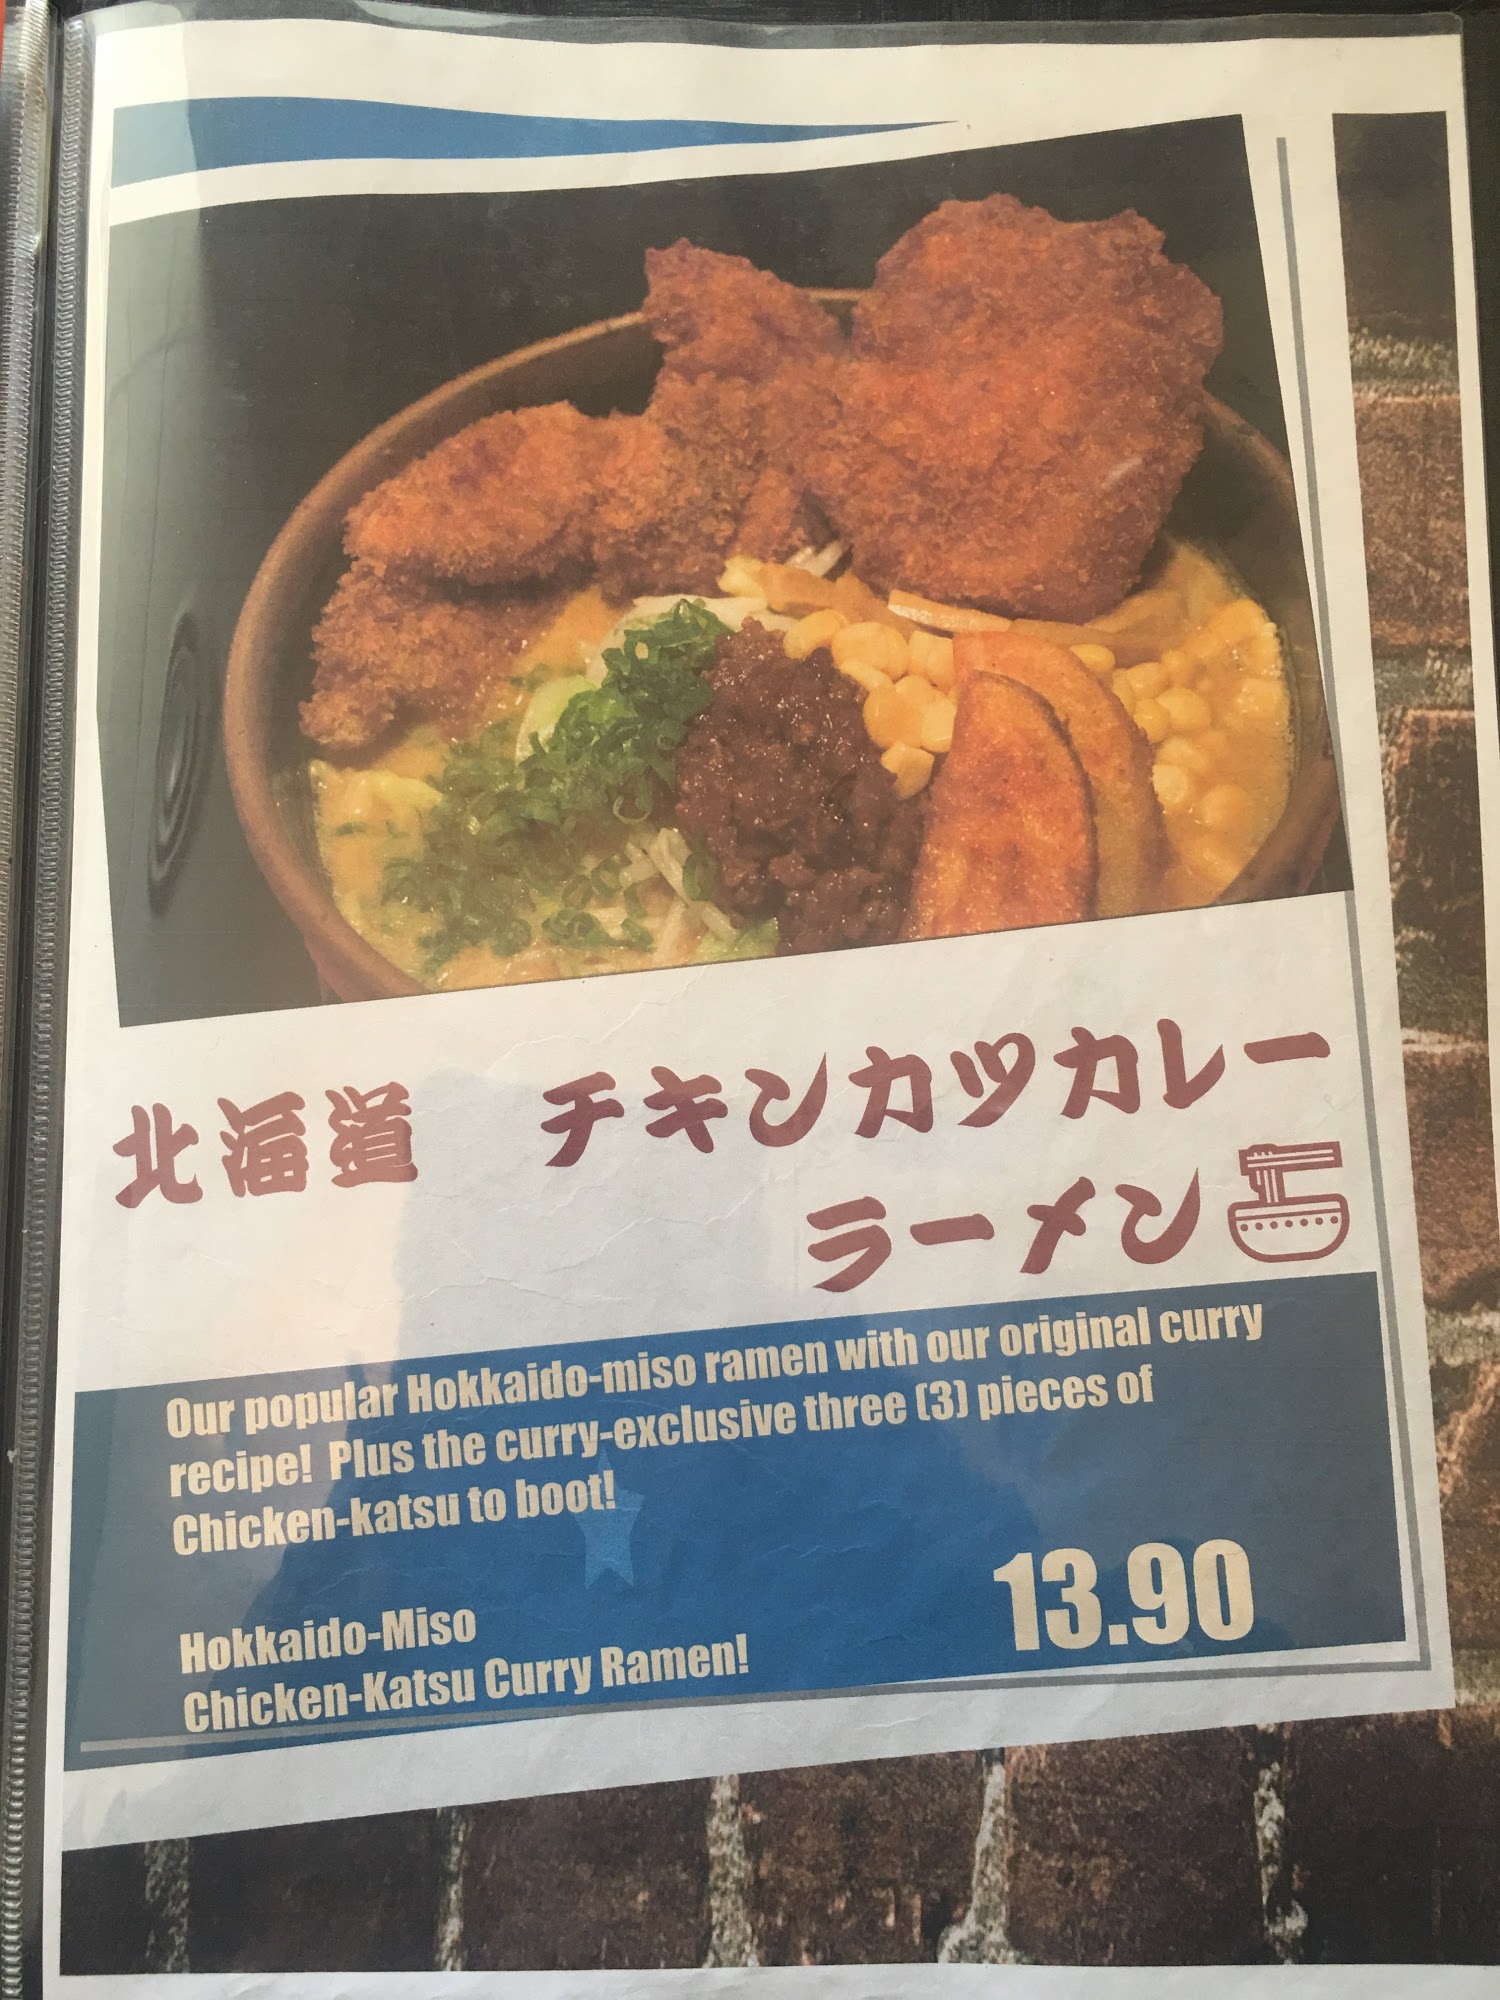 北海道　チキンカツカレー
ラーメン
Our popular Hokkaido-miso ramen with our original curry
recipe!  Plus the curry-exclusive three (3) pieces of
Chicken-katsu to boot!
Hokkaido-Miso
Chicken-Katsu Curry Ramen!
13.90